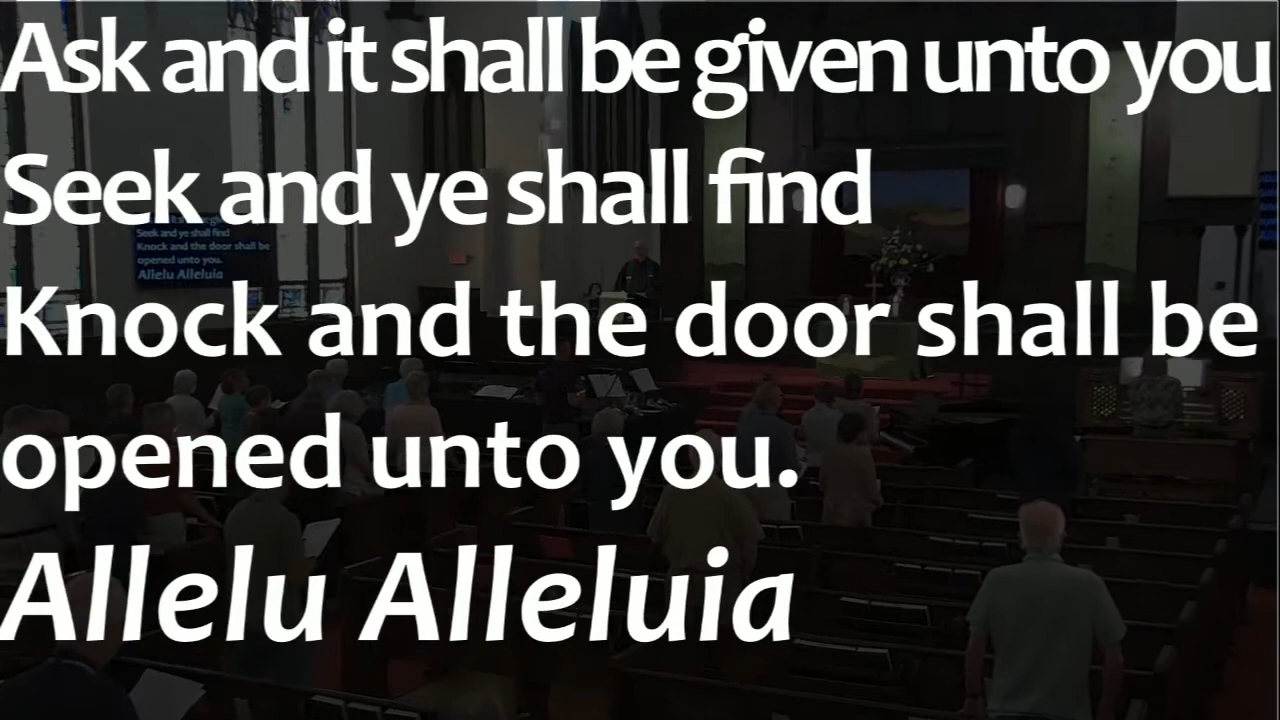 Ask and it shall be given unto you
Seek and ye shall find
Knock and the door shall be
opened unto you.
Allelu Alleluia
Seek and ye shall find
Knock and the door shall be
opened unto you.
Allelu Alleluia